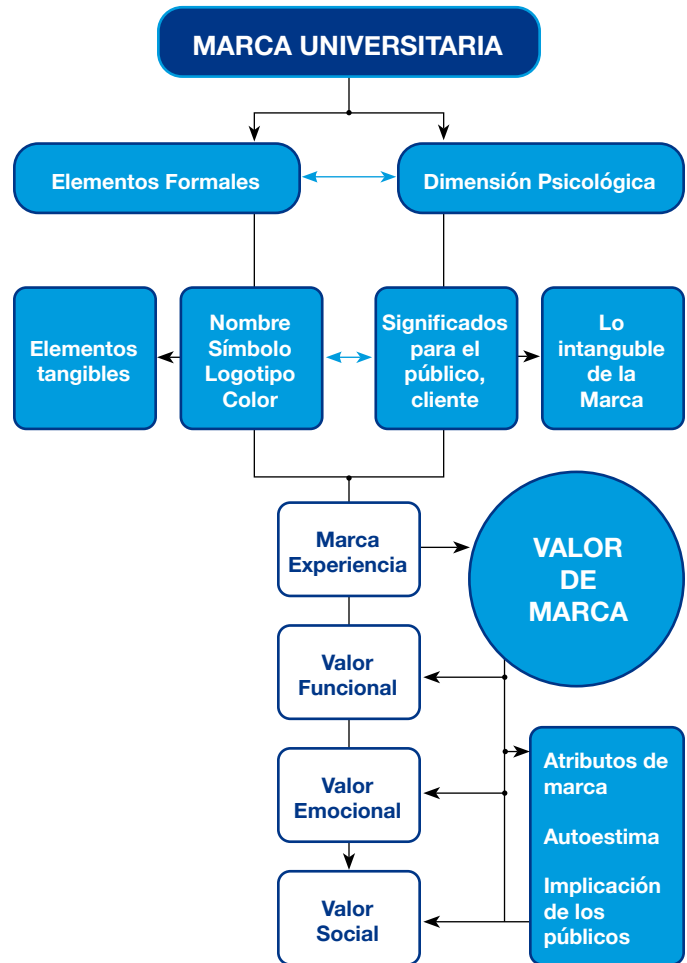 MARCA UNIVERSITARIA
Elementos Formales
Dimensión Psicológica
Elementos
tangibles
Nombre
Símbolo
Logotipo
Color
Significados
para el
público,
cliente
Lo
intanguble
de la
Marca
Marca
Experiencia
VALOR
DE
MARCA
Valor
Funcional
Valor
Emocional
Atributos de
marca
Autoestima
Implicación
de los
públicos
Valor
Social